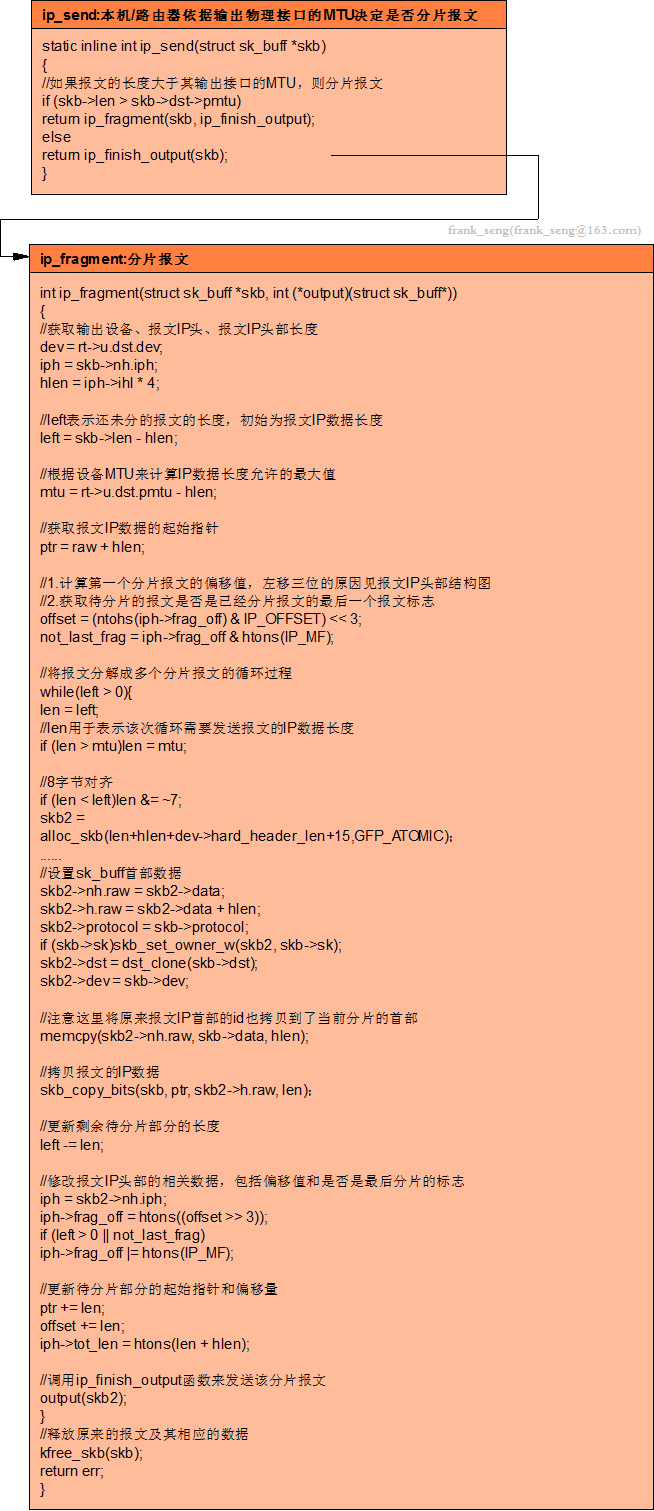 ip_send:本机/路由器依据输出物理接口的MTU决定是否分片报文
static inline int ip_send(struct sk_buff *skb)
{
//如果报文的长度大于其输出接口的MTU，则分片报文
if (skb->len > skb->dst->pmtu)
return ip_fragment(skb, ip_finish_output);
else
return ip_finish_output(skb);
}
frank_seng(frank_seng@163.com)
ip_fragment:分片报文
int ip_fragment(struct sk_buff *skb, int (*output)(struct sk_buff*))
{
//获取输出设备、报文IP头、报文IP头部长度
dev = rt->u.dst.dev;
iph = skb->nh.iph;
hlen = iph->ihl * 4;
//left表示还未分的报文的长度，初始为报文IP数据长度
left = skb->len - hlen;
//根据设备MTU来计算IP数据长度允许的最大值
mtu = rt->u.dst.pmtu - hlen;
//获取报文IP数据的起始指针
ptr = raw + hlen;
//1.计算第一个分片报文的偏移值，左移三位的原因见报文IP头部结构图
//2.获取待分片的报文是否是已经分片报文的最后一个报文标志
offset = (ntohs(iph->frag_off) & IP_OFFSET) << 3;
not_last_frag = iph->frag_off & htons(IP_MF);
//将报文分解成多个分片报文的循环过程
while(left > 0){
len = left;
//len用于表示该次循环需要发送报文的IP数据长度
if (len > mtu)len = mtu;
//8字节对齐
if (len < left)len &= ~7;
skb2 =
alloc_skb(len+hlen+dev->hard_header_len+15,GFP_ATOMIC)；
......
//设置sk_buff首部数据
skb2->nh.raw = skb2->data;
skb2->h.raw = skb2->data + hlen;
skb2->protocol = skb->protocol;
if (skb->sk)skb_set_owner_w(skb2, skb->sk);
skb2->dst = dst_clone(skb->dst);
skb2->dev = skb->dev;
//注意这里将原来报文IP首部的id也拷贝到了当前分片的首部
memcpy(skb2->nh.raw, skb->data, hlen);
//拷贝报文的IP数据
skb_copy_bits(skb, ptr, skb2->h.raw, len)；
//更新剩余待分片部分的长度
left -= len;
//修改报文IP头部的相关数据，包括偏移值和是否是最后分片的标志
iph = skb2->nh.iph;
iph->frag_off = htons((offset >> 3));
if (left > 0 || not_last_frag)
iph->frag_off |= htons(IP_MF);
//更新待分片部分的起始指针和偏移量
ptr += len;
offset += len;
iph->tot_len = htons(len + hlen);
//调用ip_finish_output函数来发送该分片报文
output(skb2);
}
//释放原来的报文及其相应的数据
kfree_skb(skb);
return err;
}